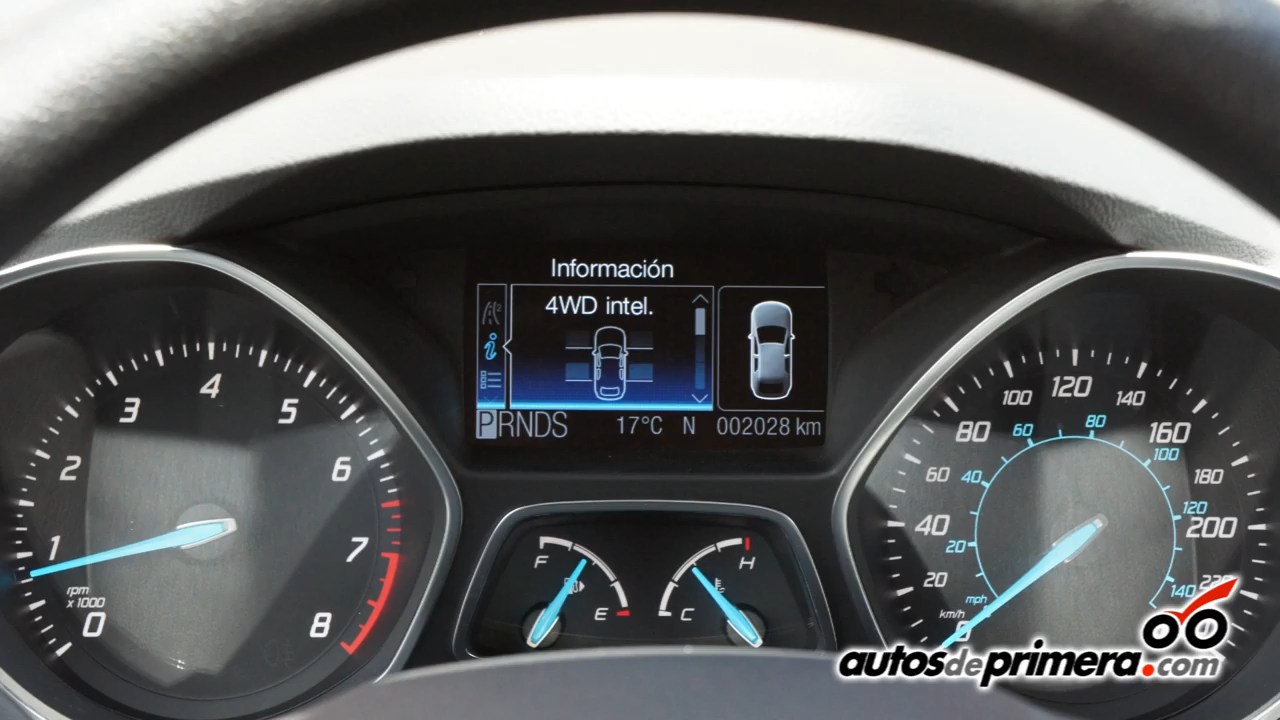 Información
4WD intel.
PRNDS 17°C N 002028 km
0 1 2 3 4 5 6 7 8
rpm
x 1000
F E
C H
20 40 60 80 100 120 140 160 180 200 220
km/h
0
20 40 60 80 100 120 140
mph
autosdeprimera.com